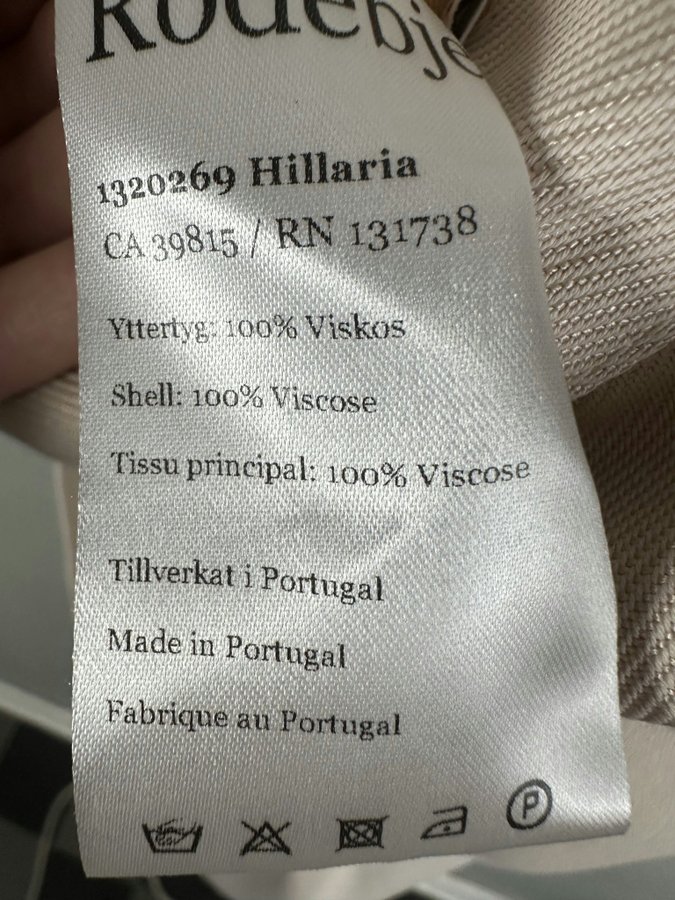 Rodebje
1320269 Hillaria
CA 39815 / RN 131738
Yttertyg: 100% Viskos
Shell: 100% Viscose
Tissu principal: 100% Viscose
Tillverkat i Portugal
Made in Portugal
Fabrique au Portugal
P